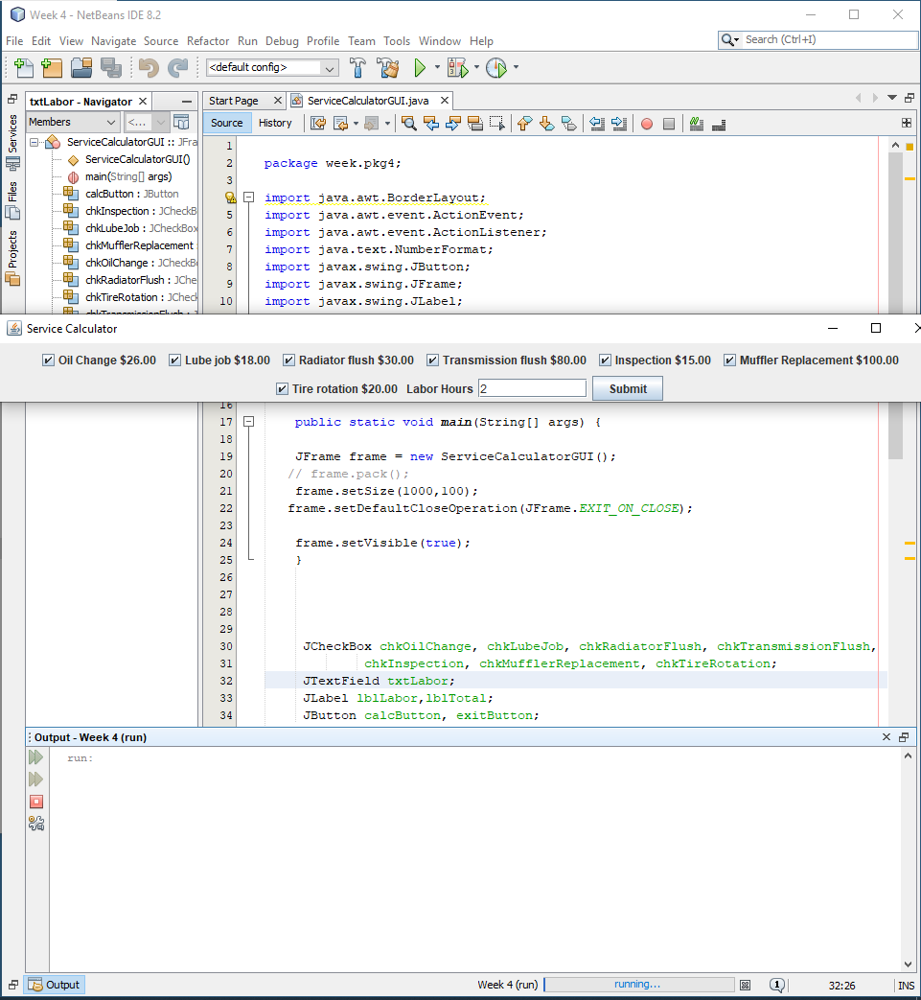 Week 4 - NetBeans IDE 8.2
File Edit View Navigate Source Refactor Run Debug Profile Team Tools Window Help
Search (Ctrl+I)
<default config>
txtLabor - Navigator
Members
<...
Services
Files
Projects
ServiceCalculatorGUI :: JFra
ServiceCalculatorGUI()
main(String[] args)
calcButton : JButton
chkInspection : JCheckB
chkLubeJob : JCheckBox
chkMufflerReplacement
chkOilChange : JCheckB
chkRadiatorFlush : JChe
chkTireRotation : JCheck
chkTransmissionFlush : J
Start Page
ServiceCalculatorGUI.java
Source History
1
2 package week.pkg4;
3
import java.awt.BorderLayout;
5 import java.awt.event.ActionEvent;
6 import java.awt.event.ActionListener;
7 import java.text.NumberFormat;
8 import javax.swing.JButton;
9 import javax.swing.JFrame;
10 import javax.swing.JLabel;
Service Calculator
Oil Change $26.00 Lube job $18.00 Radiator flush $30.00 Transmission flush $80.00 Inspection $15.00 Muffler Replacement $100.00
Tire rotation $20.00 Labor Hours 2 Submit
16
17 public static void main(String[] args) {
18
19 JFrame frame = new ServiceCalculatorGUI();
20 // frame.pack();
21 frame.setSize(1000,100);
22 frame.setDefaultCloseOperation(JFrame.EXIT_ON_CLOSE);
23
24 frame.setVisible(true);
25 }
26
27
28
29
30 JCheckBox chkOilChange, chkLubeJob, chkRadiatorFlush, chkTransmissionFlush,
31 chkInspection, chkMufflerReplacement, chkTireRotation;
32 JTextField txtLabor;
33 JLabel lblLabor,lblTotal;
34 JButton calcButton, exitButton;
Output - Week 4 (run)
run:
Output
Week 4 (run) running... 1 32:26 INS